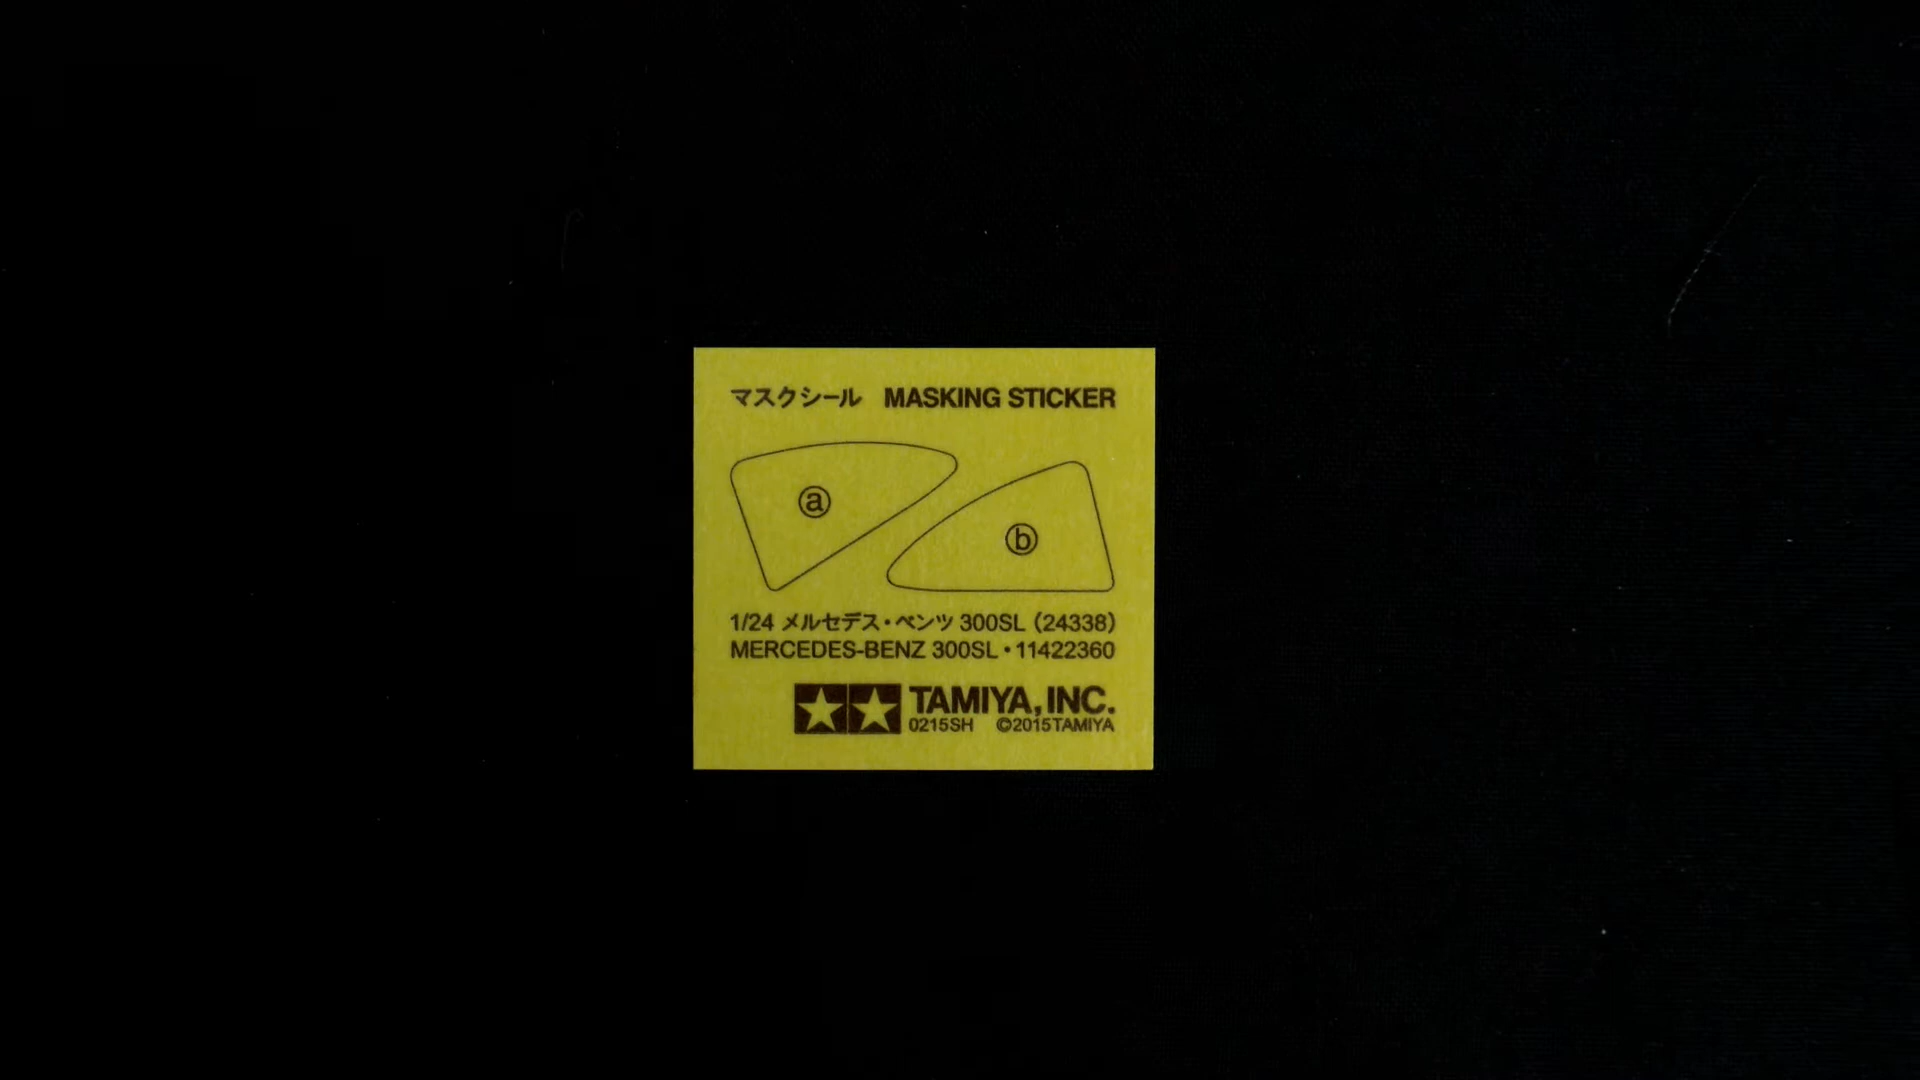 マスクシール MASKING STICKER
ⓐ
ⓑ
1/24 メルセデス・ベンツ 300SL (24338)
MERCEDES-BENZ 300SL・11422360
TAMIYA, INC.
0215SH ©2015TAMIYA